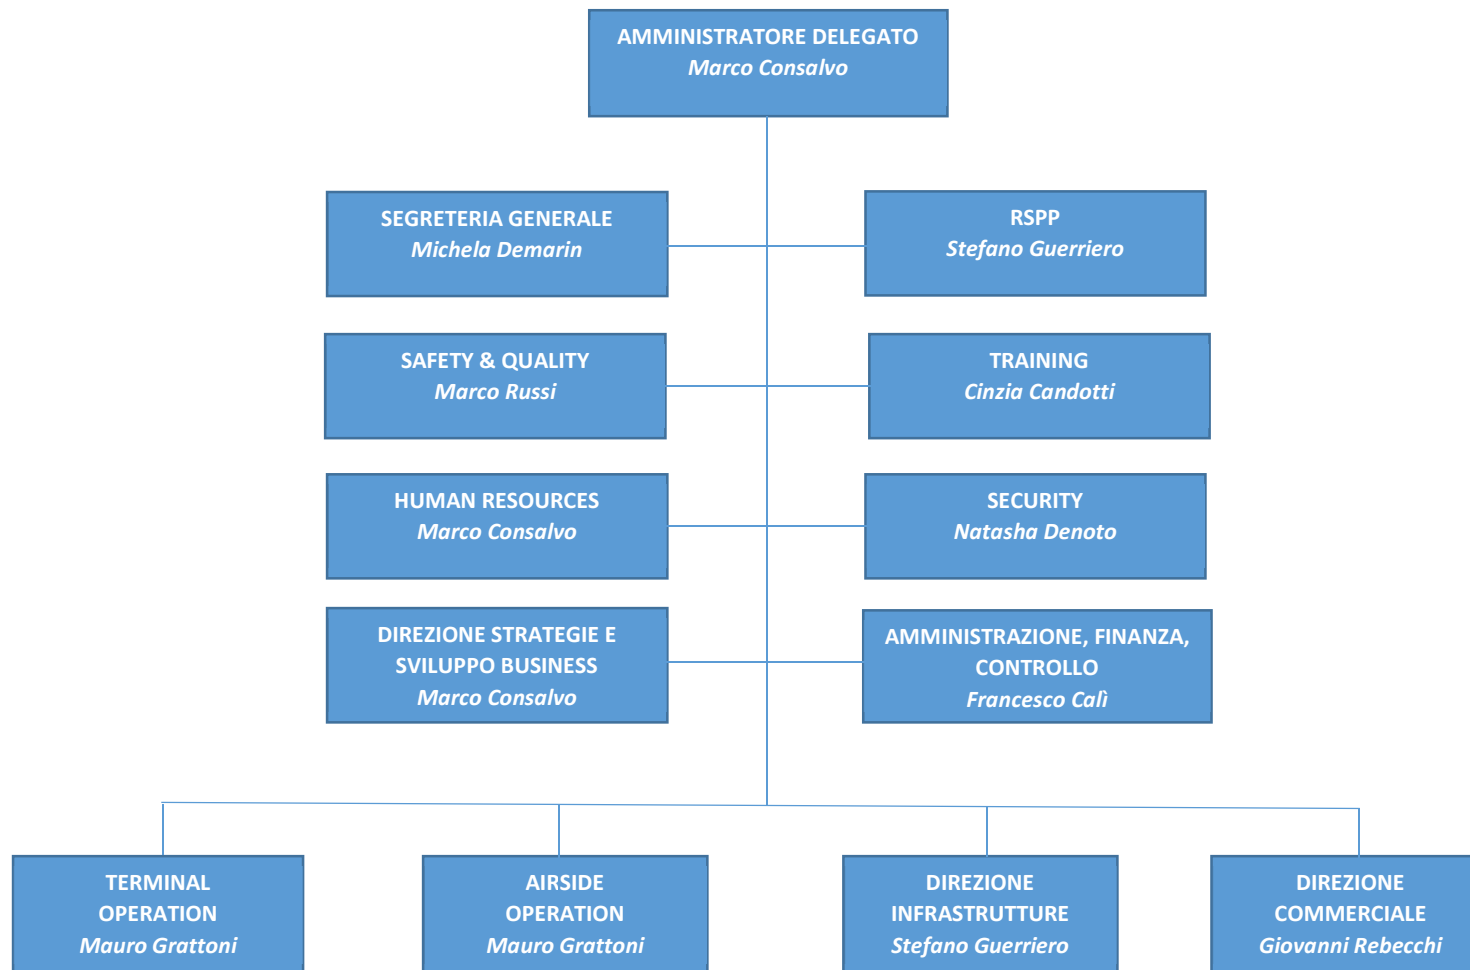 AMMINISTRATORE DELEGATO
Marco Consalvo
SEGRETERIA GENERALE
Michela Demarin
RSPP
Stefano Guerriero
SAFETY & QUALITY
Marco Russi
TRAINING
Cinzia Candotti
HUMAN RESOURCES
Marco Consalvo
SECURITY
Natasha Denoto
DIREZIONE STRATEGIE E
SVILUPPO BUSINESS
Marco Consalvo
AMMINISTRAZIONE, FINANZA,
CONTROLLO
Francesco Calì
TERMINAL
OPERATION
Mauro Grattoni
AIRSIDE
OPERATION
Mauro Grattoni
DIREZIONE
INFRASTRUTTURE
Stefano Guerriero
DIREZIONE
COMMERCIALE
Giovanni Rebecchi